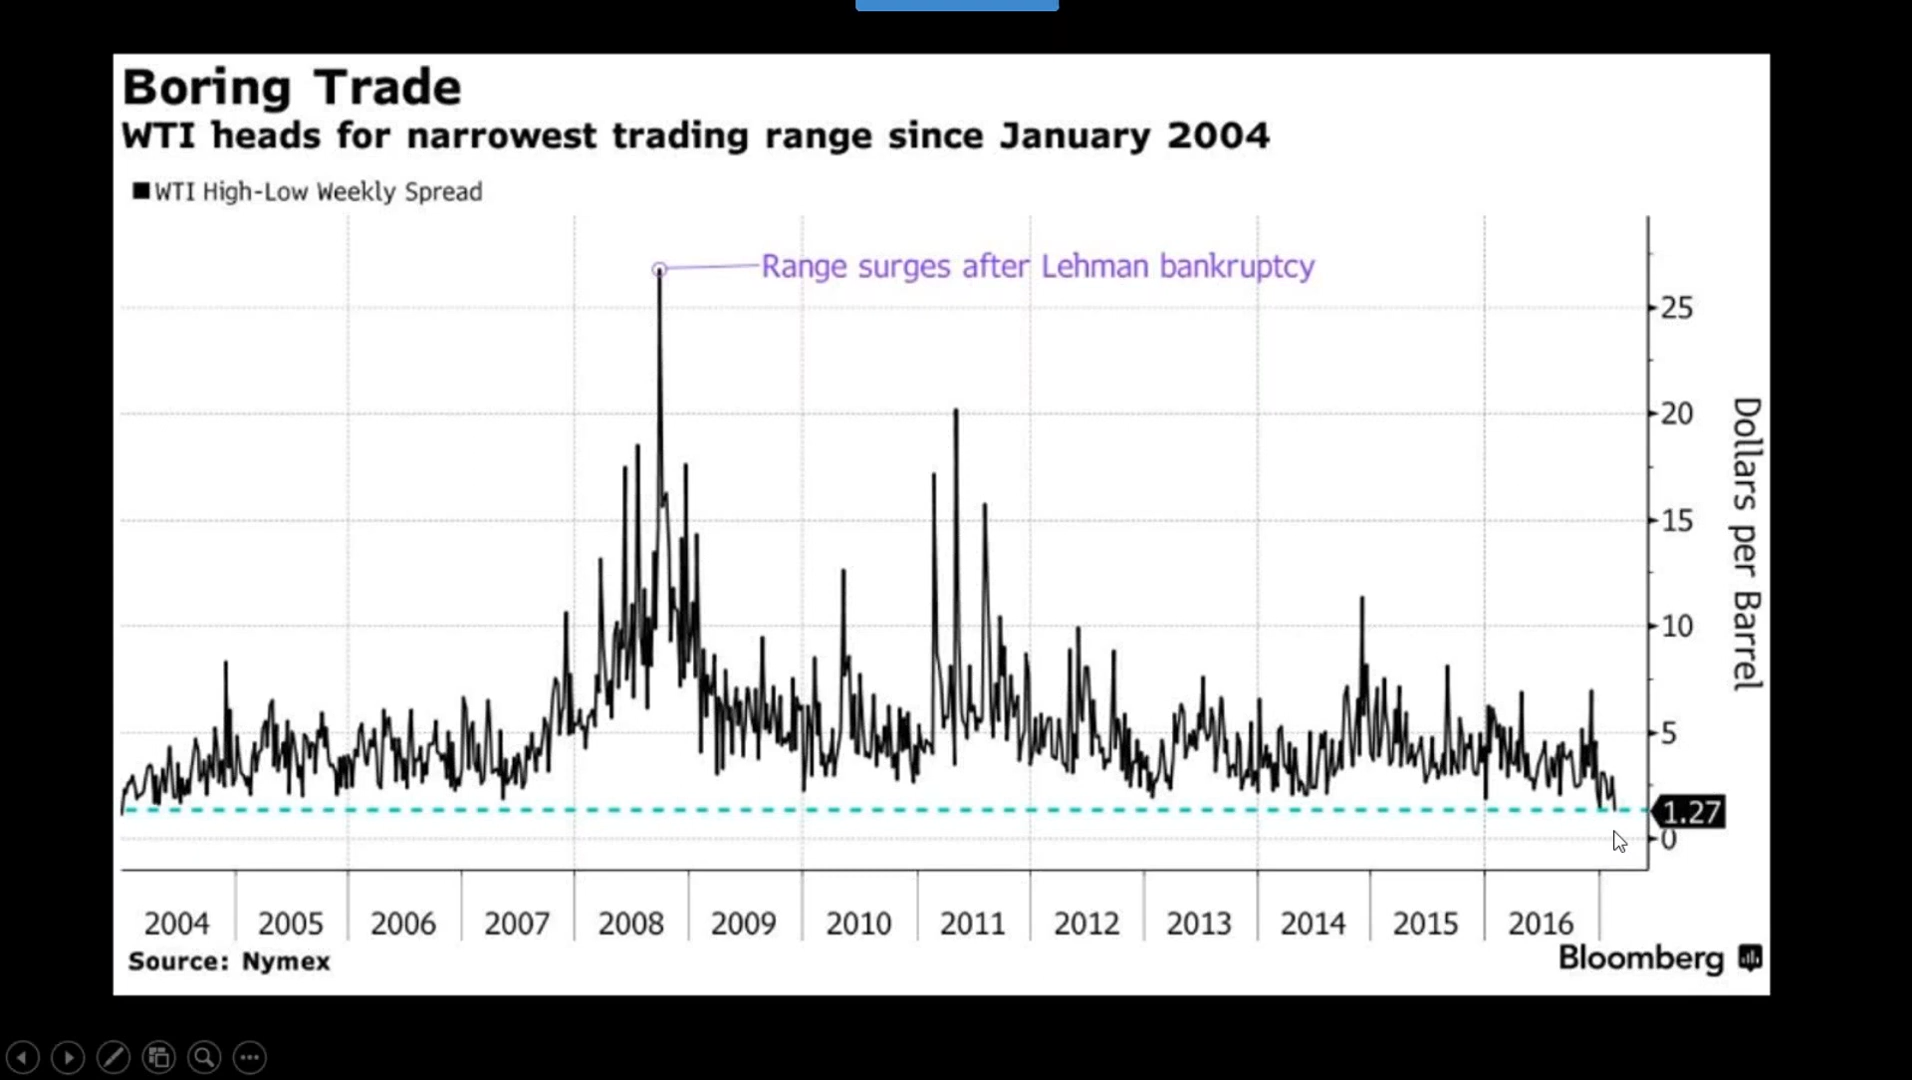 Boring Trade
WTI heads for narrowest trading range since January 2004
WTI High-Low Weekly Spread
Range surges after Lehman bankruptcy
25
20
15
10
5
1.27
0
Dollars per Barrel
2004 2005 2006 2007 2008 2009 2010 2011 2012 2013 2014 2015 2016
Source: Nymex
Bloomberg